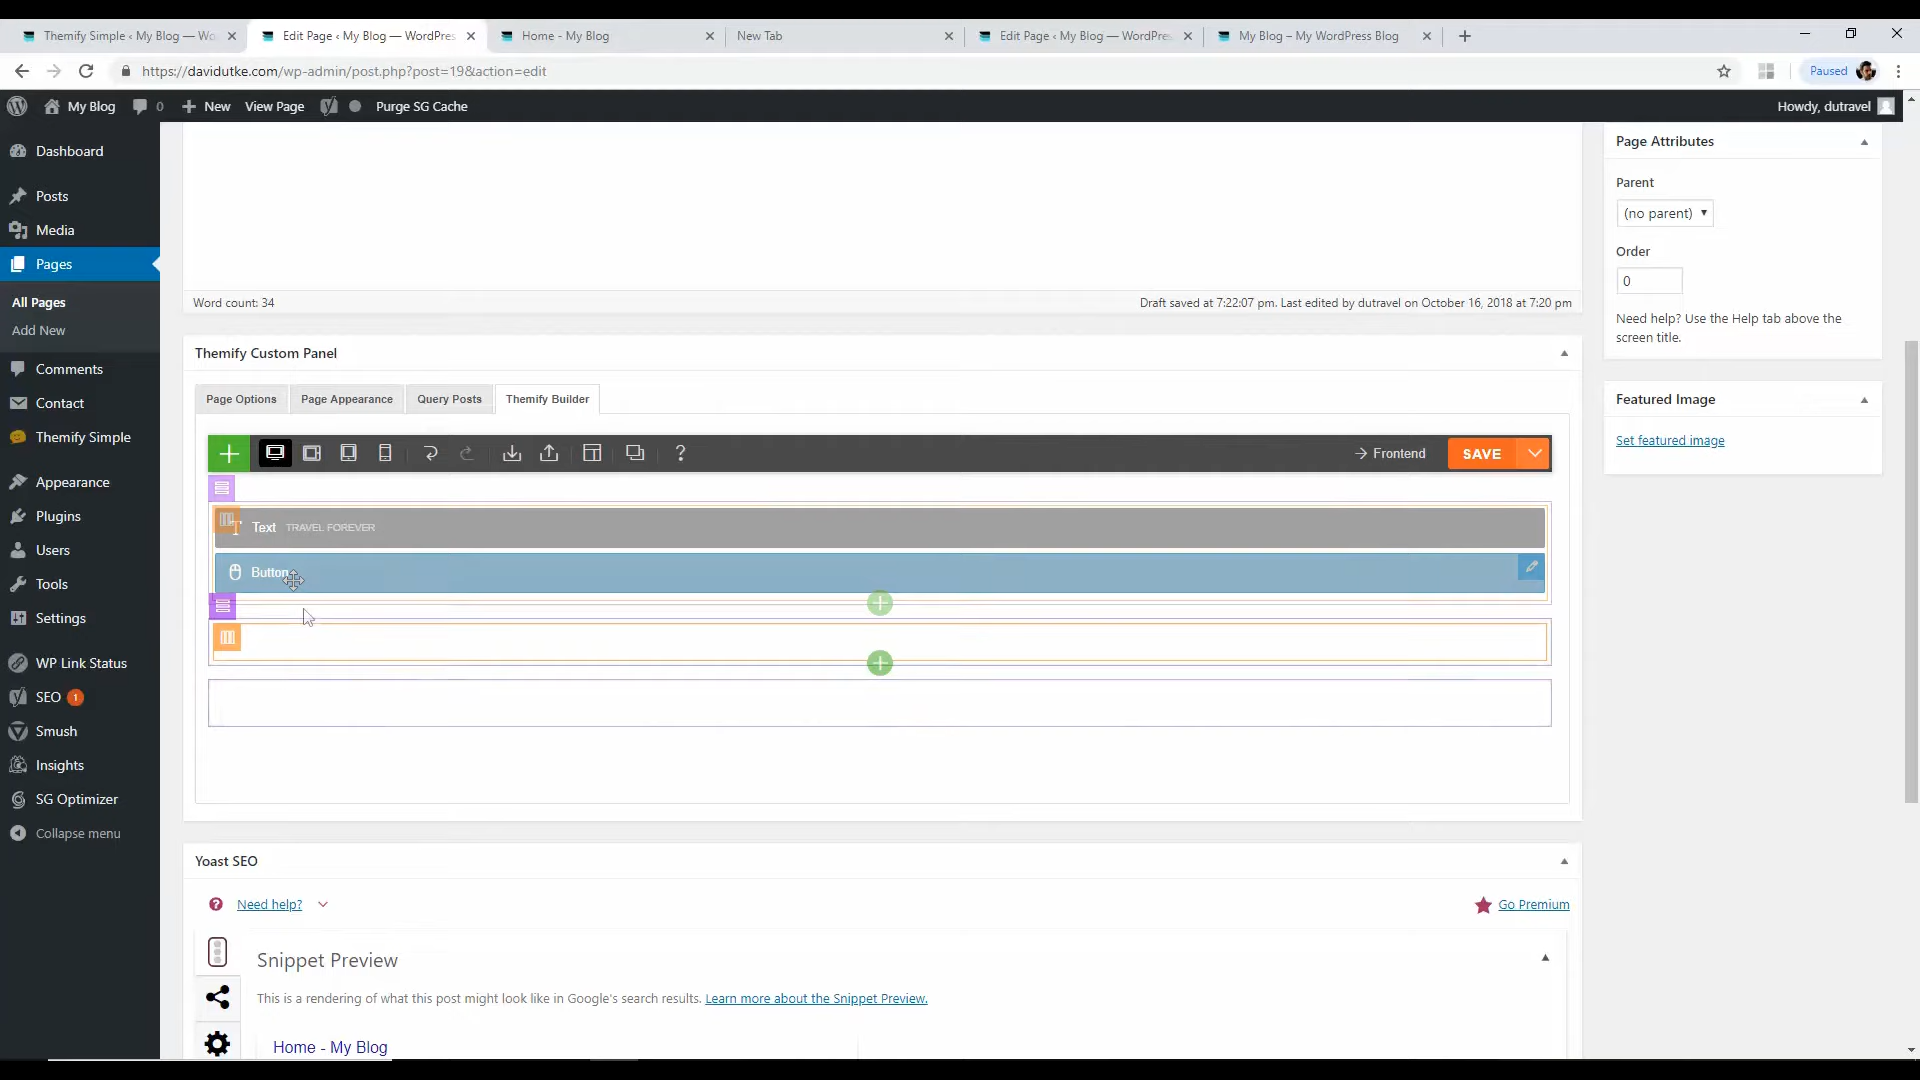 Themify Simple ‹ My Blog — Wo
Edit Page ‹ My Blog — WordPres
Home - My Blog
New Tab
Edit Page ‹ My Blog — WordPres
My Blog – My WordPress Blog
https://davidutke.com/wp-admin/post.php?post=19&action=edit
Paused
My Blog
0
New
View Page
Purge SG Cache
Howdy, dutravel
Dashboard
Posts
Media
Pages
All Pages
Add New
Comments
Contact
Themify Simple
Appearance
Plugins
Users
Tools
Settings
WP Link Status
SEO 1
Smush
Insights
SG Optimizer
Collapse menu
Word count: 34
Draft saved at 7:22:07 pm. Last edited by dutravel on October 16, 2018 at 7:20 pm
Themify Custom Panel
Page Options
Page Appearance
Query Posts
Themify Builder
?
Frontend
SAVE
Text TRAVEL FOREVER
Button
Yoast SEO
Need help?
Go Premium
Snippet Preview
This is a rendering of what this post might look like in Google's search results. Learn more about the Snippet Preview.
Home - My Blog
Page Attributes
Parent
(no parent)
Order
0
Need help? Use the Help tab above the
screen title.
Featured Image
Set featured image